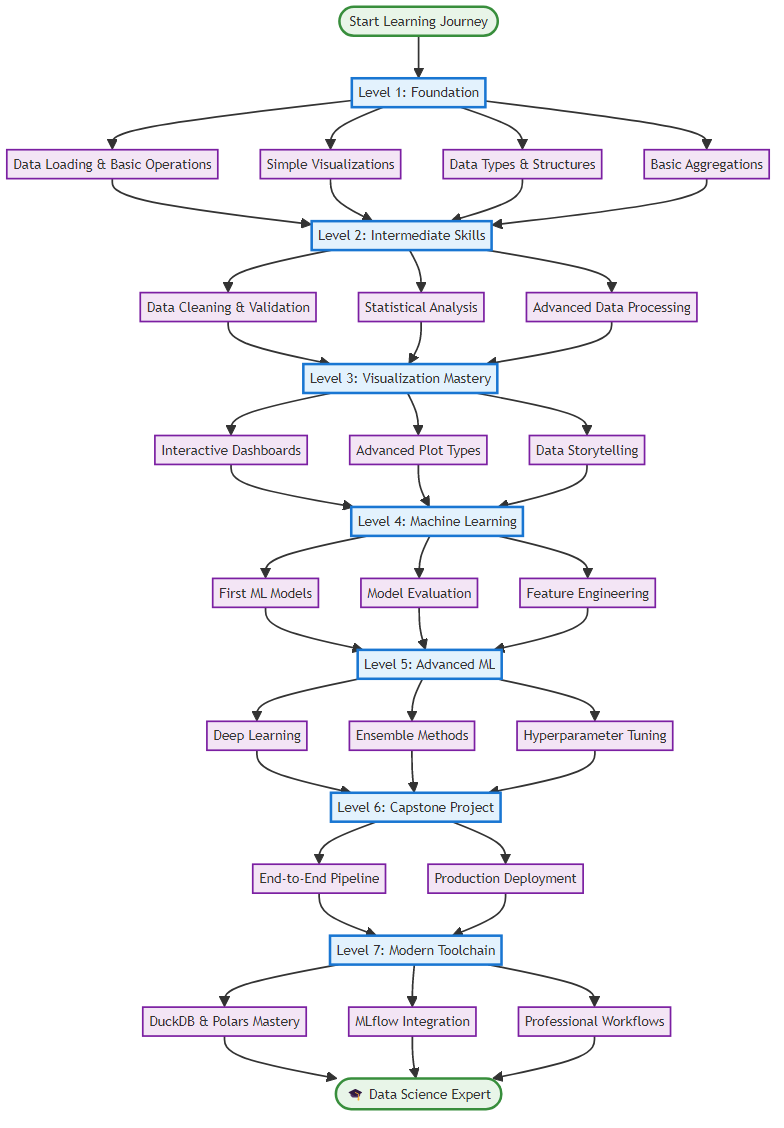 Start Learning Journey
Level 1: Foundation
Data Loading & Basic Operations
Simple Visualizations
Data Types & Structures
Basic Aggregations
Level 2: Intermediate Skills
Data Cleaning & Validation
Statistical Analysis
Advanced Data Processing
Level 3: Visualization Mastery
Interactive Dashboards
Advanced Plot Types
Data Storytelling
Level 4: Machine Learning
First ML Models
Model Evaluation
Feature Engineering
Level 5: Advanced ML
Deep Learning
Ensemble Methods
Hyperparameter Tuning
Level 6: Capstone Project
End-to-End Pipeline
Production Deployment
Level 7: Modern Toolchain
DuckDB & Polars Mastery
MLflow Integration
Professional Workflows
🎓 Data Science Expert